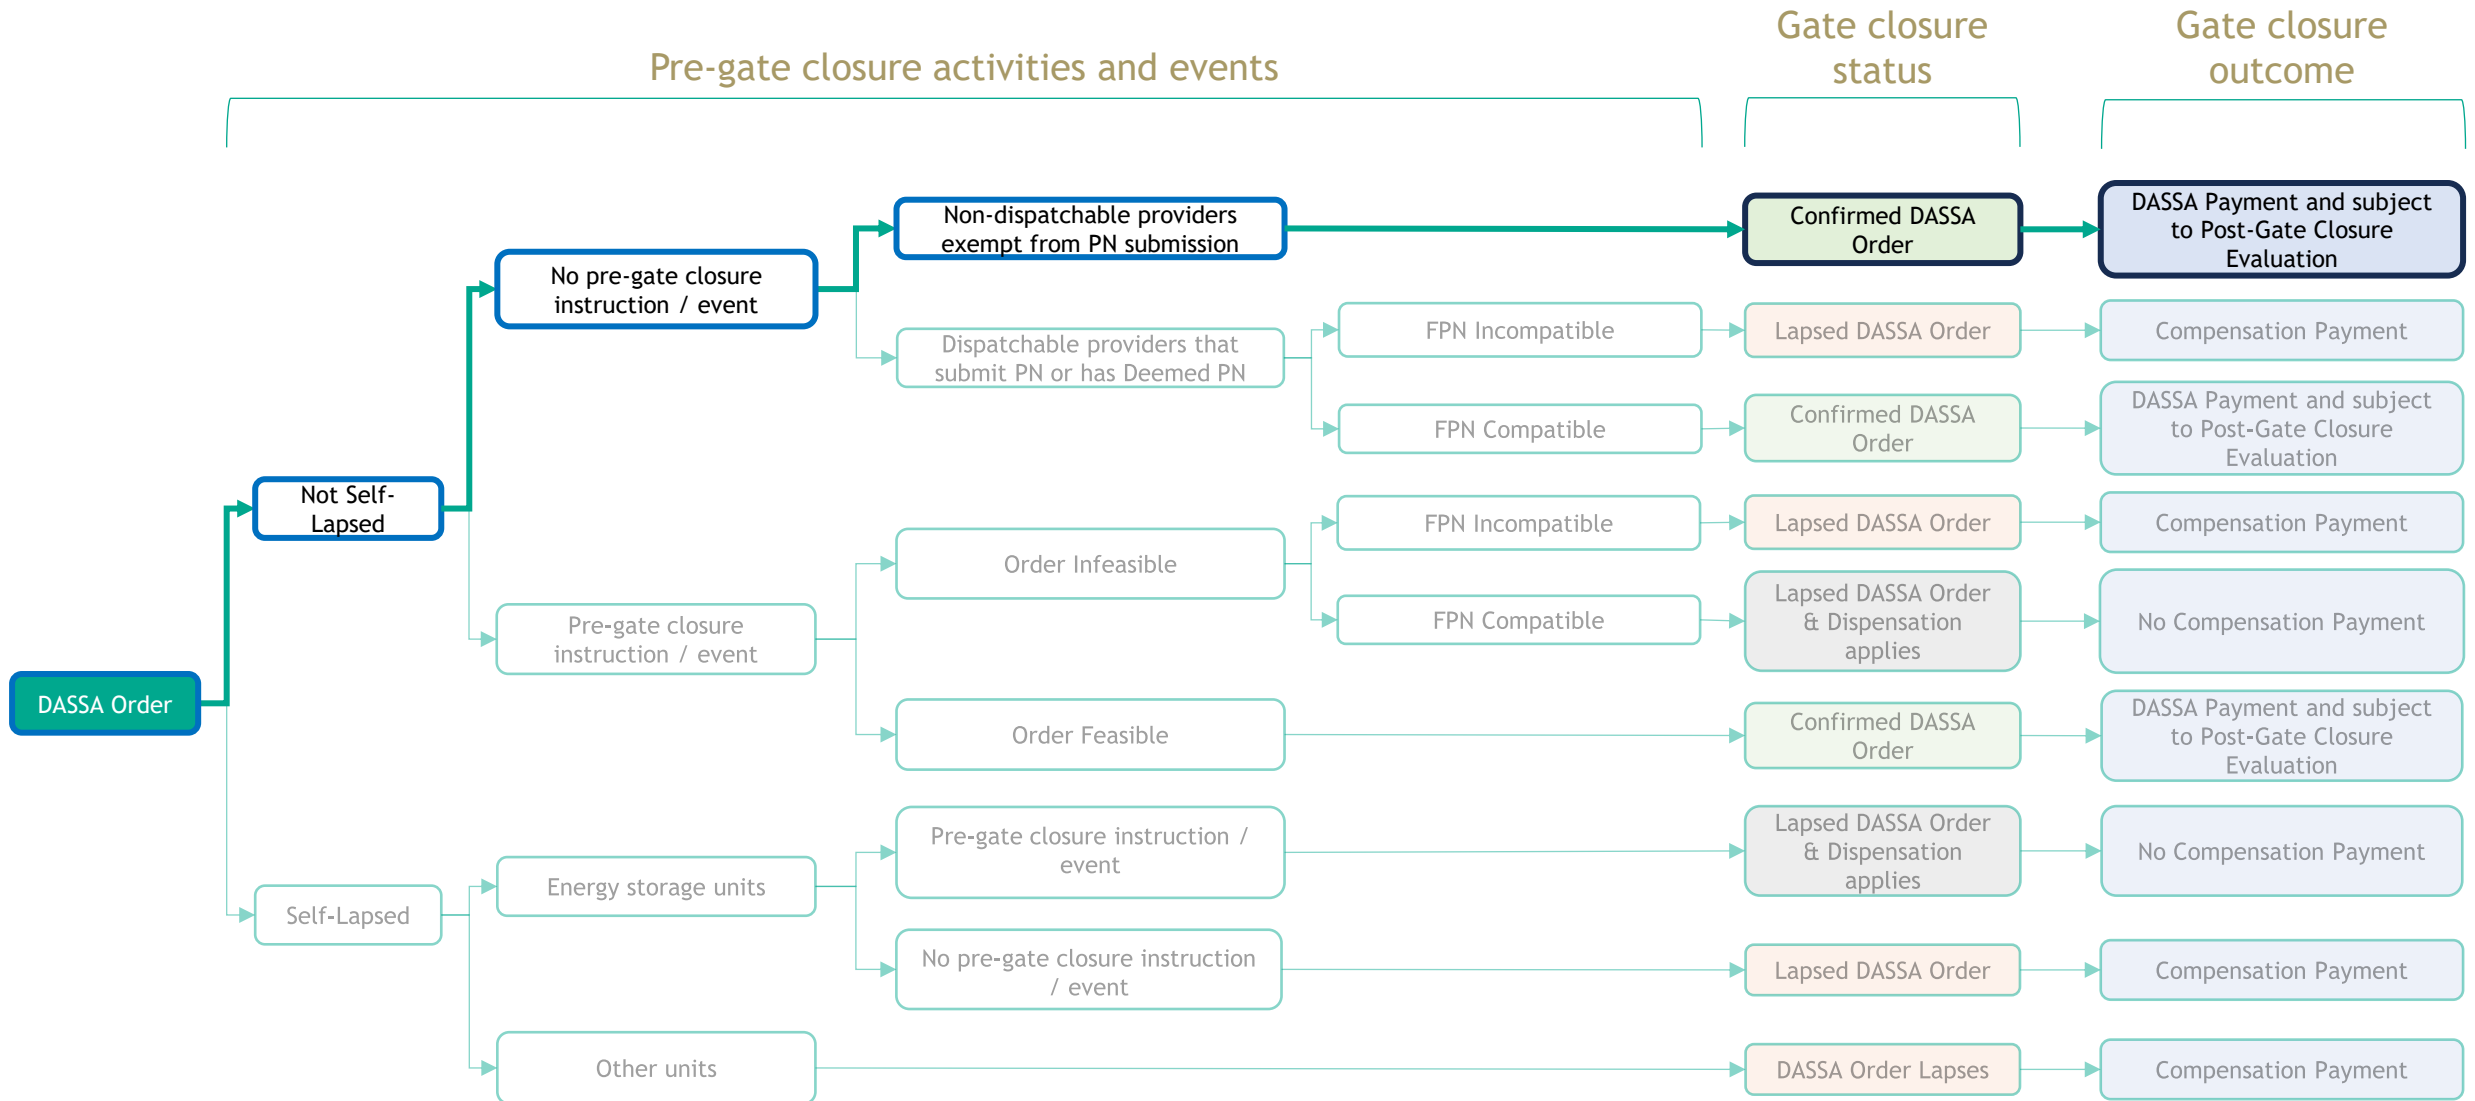 Pre-gate closure activities and events
Gate closure
status
Gate closure
outcome
Non-dispatchable providers
exempt from PN submission
Confirmed DASSA
Order
DASSA Payment and subject
to Post-Gate Closure
Evaluation
No pre-gate closure
instruction / event
Dispatchable providers that
submit PN or has Deemed PN
FPN Incompatible
Lapsed DASSA Order
Compensation Payment
FPN Compatible
Confirmed DASSA
Order
DASSA Payment and subject
to Post-Gate Closure
Evaluation
Not Self-
Lapsed
Order Infeasible
FPN Incompatible
Lapsed DASSA Order
Compensation Payment
FPN Compatible
Lapsed DASSA Order
& Dispensation
applies
No Compensation Payment
Pre-gate closure
instruction / event
DASSA Order
Order Feasible
Confirmed DASSA
Order
DASSA Payment and subject
to Post-Gate Closure
Evaluation
Pre-gate closure instruction /
event
Lapsed DASSA Order
& Dispensation
applies
No Compensation Payment
Self-Lapsed
Energy storage units
No pre-gate closure instruction
/ event
Lapsed DASSA Order
Compensation Payment
Other units
DASSA Order Lapses
Compensation Payment